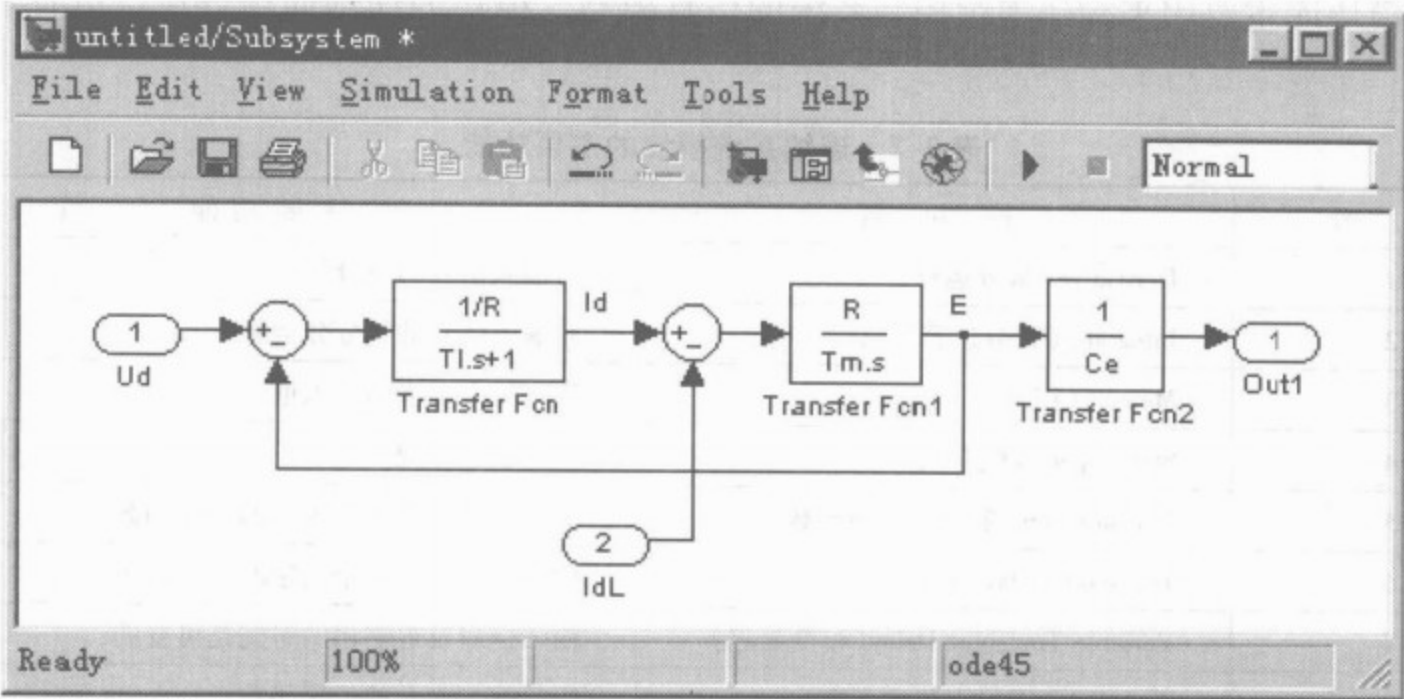 untitled/Subsystem *
File Edit View Simulation Format Tools Help
Normal
1
Ud
+
-
1/R
Tl.s+1
Transfer Fcn
Id
+
-
R
Tm.s
Transfer Fcn1
E
1
Ce
Transfer Fcn2
1
Out1
2
IdL
Ready 100% ode45